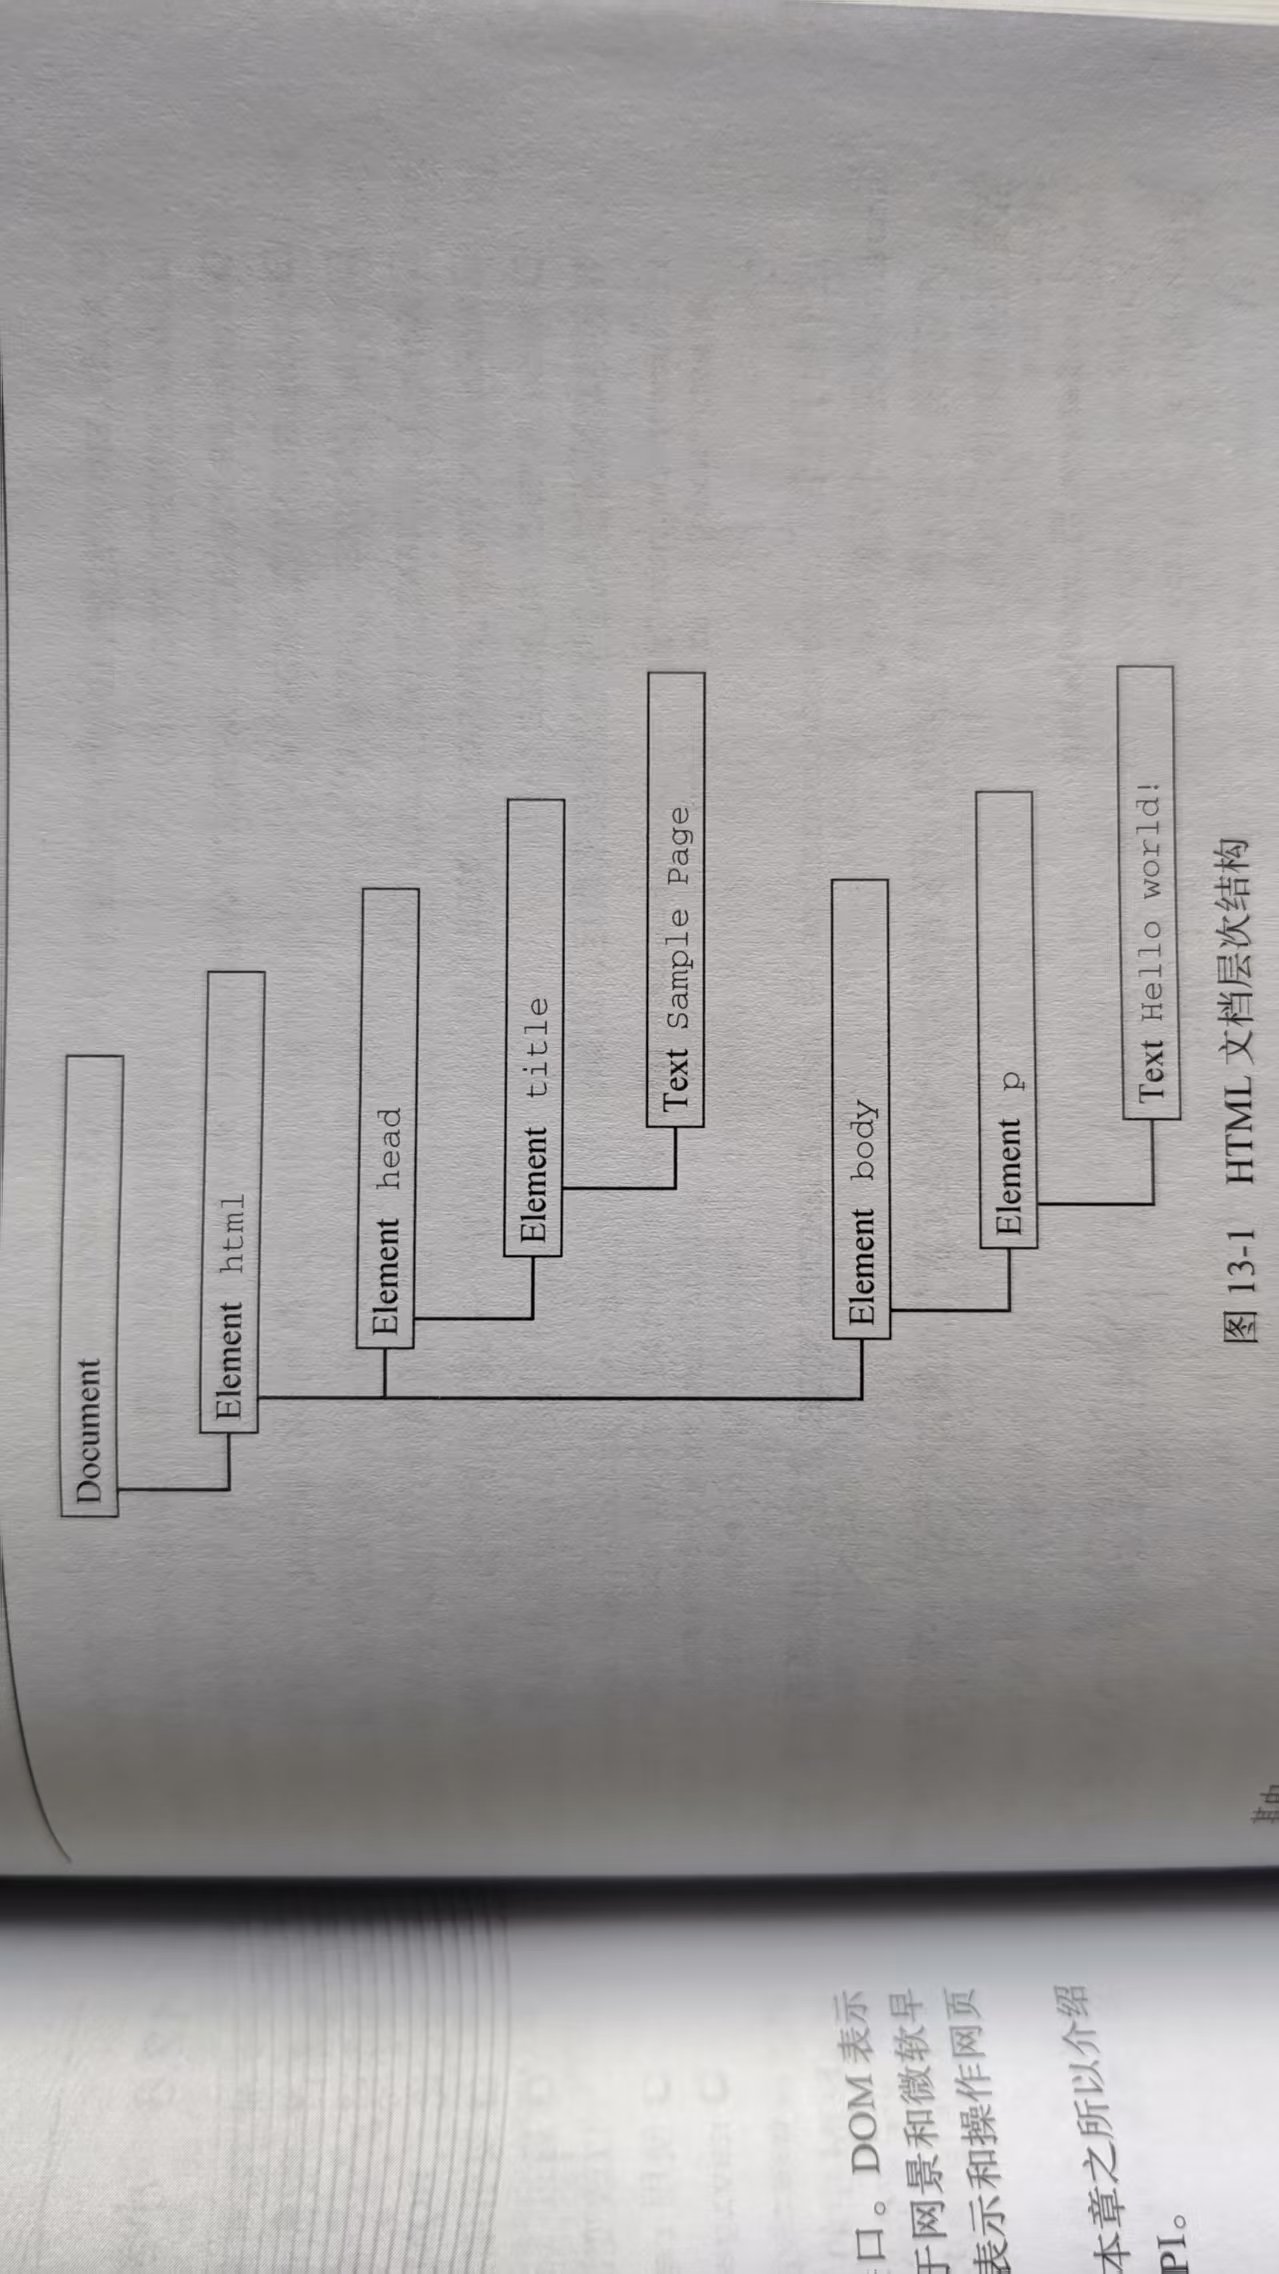 口。DOM 表示
于网景和微软早
表示和操作网页
本章之所以介绍
PI。
Document
Element html
Element head
Element title
Text Sample Page
Element body
Element p
Text Hello world!
图 13-1 HTML 文档层次结构